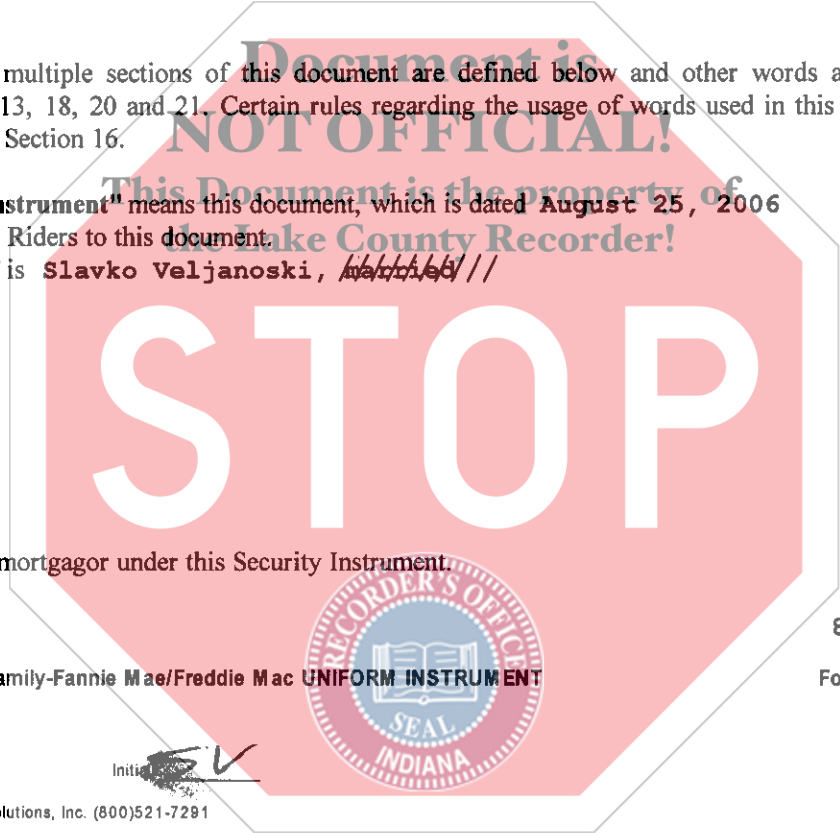 Document is
multiple sections of this document are defined below and other words a
13, 18, 20 and 21. Certain rules regarding the usage of words used in this
NOT OFFICIAL!
Section 16.
This Document is the property of
nstrument" means this document, which is dated August 25, 2006
Riders to this document.
the Lake County Recorder!
is Slavko Veljanoski, married
STOP
mortgagor under this Security Instrument.
RECORDER'S OFFICE
SEAL
INDIANA
amily-Fannie Mae/Freddie Mac UNIFORM INSTRUMENT
Fo
Initi
lutions, Inc. (800)521-7291